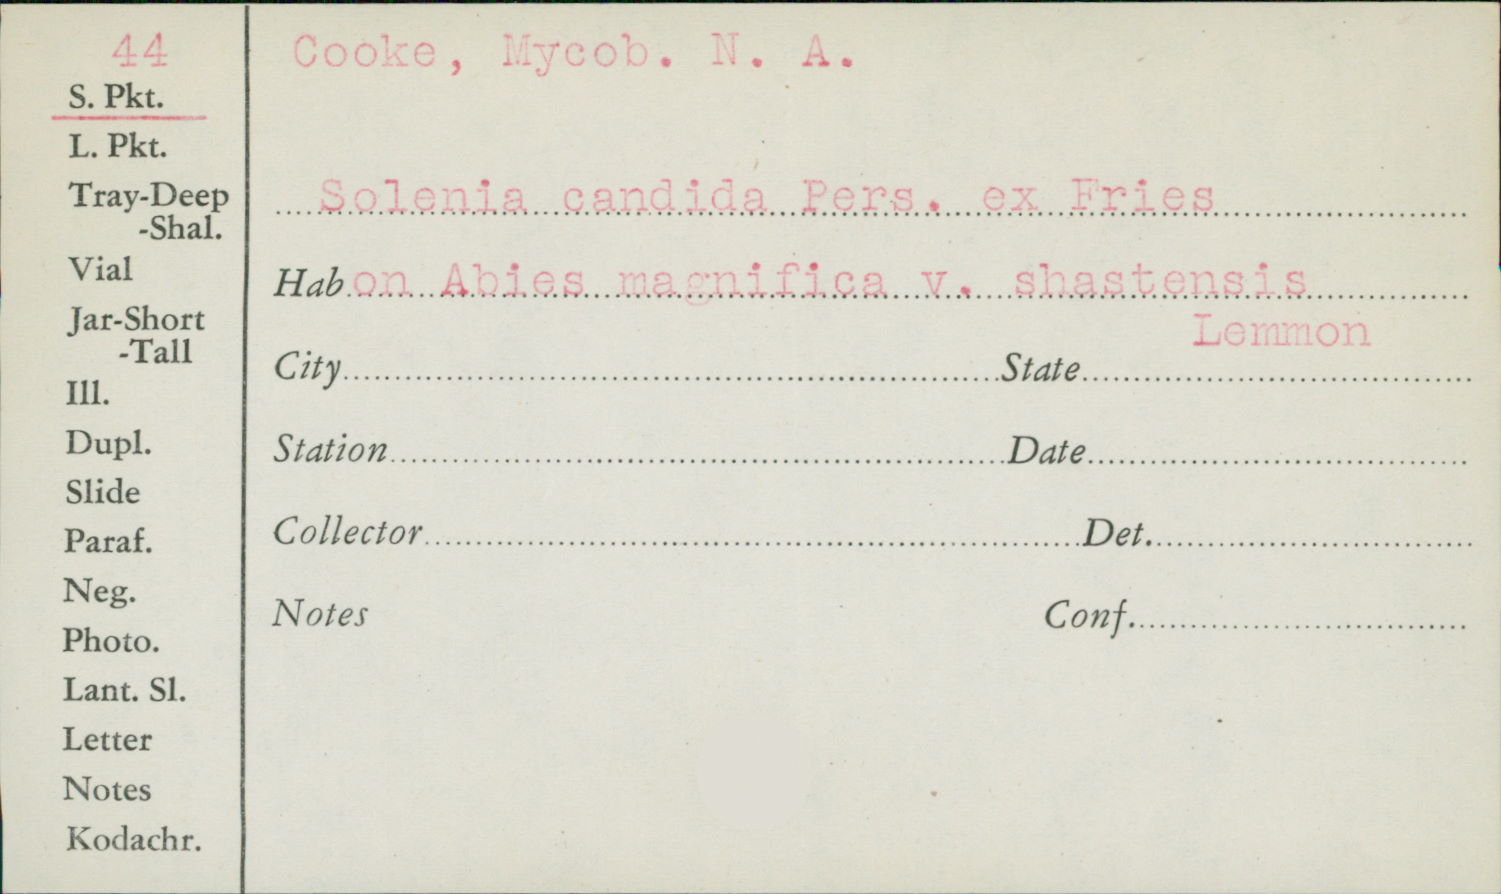 44
S. Pkt.
L. Pkt.
Tray-Deep
-Shal.
Vial
Jar-Short
-Tall
Ill.
Dupl.
Slide
Paraf.
Neg.
Photo.
Lant. Sl.
Letter
Notes
Kodachr.
Cooke, Mycob. N. A.
Solenia candida Pers. ex Fries
Hab on Abies magnifica v. shastensis
Lemmon
City State
Station Date
Collector Det.
Notes Conf.